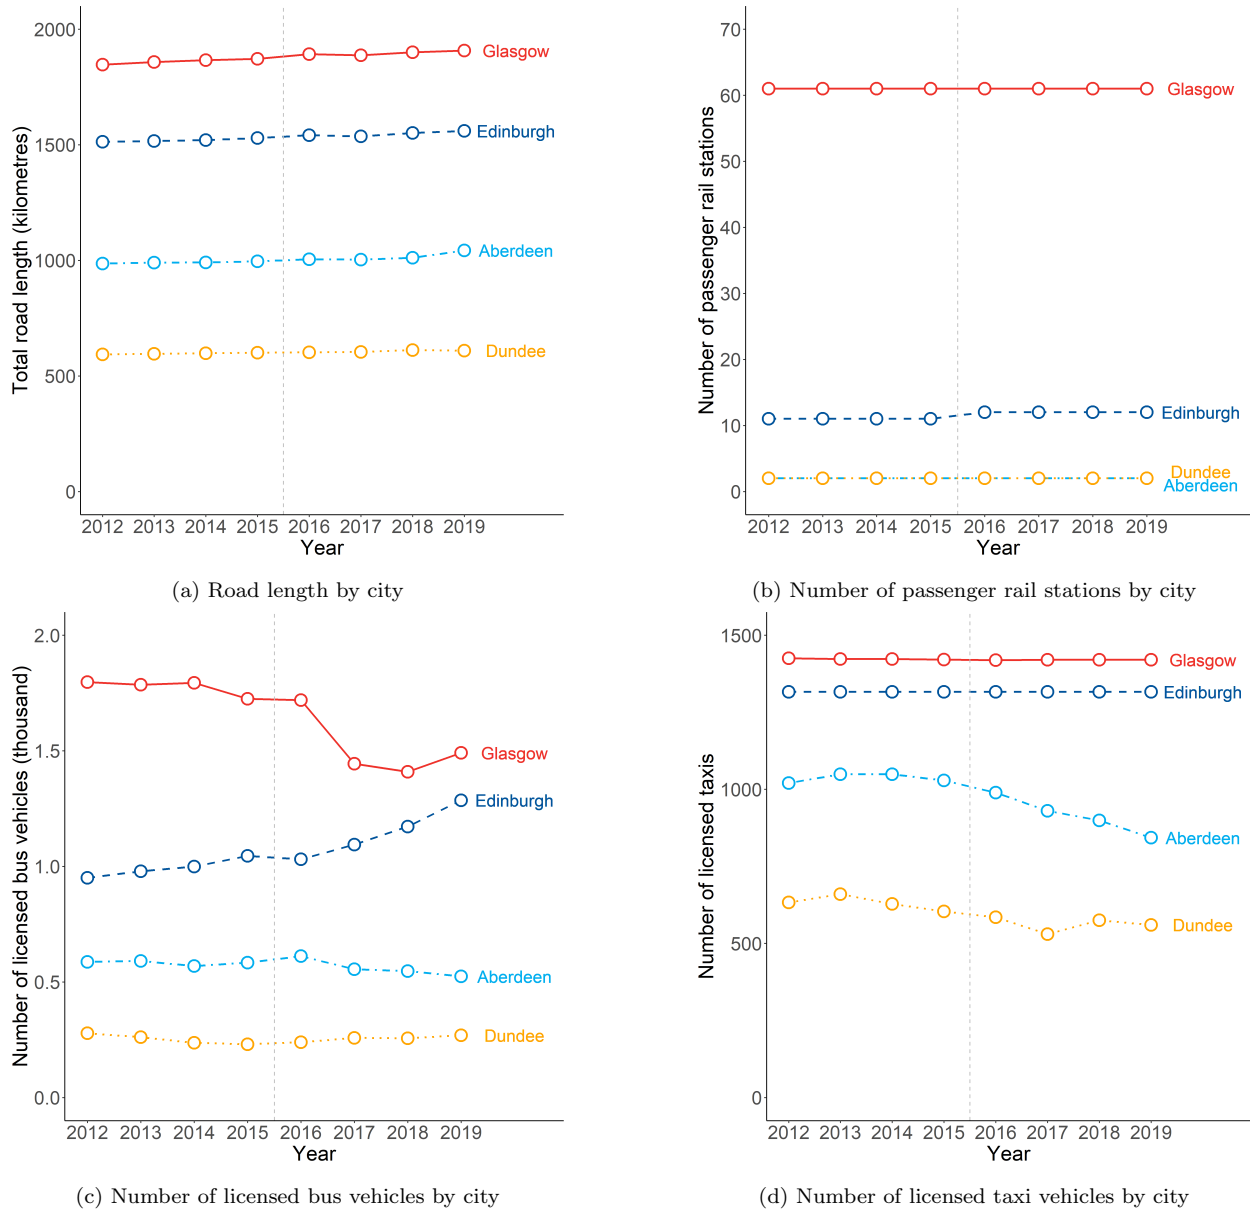 Total road length (kilometres)
2000
1500
1000
500
0
Glasgow
Edinburgh
Aberdeen
Dundee
2012 2013 2014 2015 2016 2017 2018 2019
Year
(a) Road length by city
Number of passenger rail stations
70
60
50
40
30
20
10
0
Glasgow
Edinburgh
Dundee
Aberdeen
2012 2013 2014 2015 2016 2017 2018 2019
Year
(b) Number of passenger rail stations by city
Number of licensed bus vehicles (thousand)
2.0
1.5
1.0
0.5
0.0
Glasgow
Edinburgh
Aberdeen
Dundee
2012 2013 2014 2015 2016 2017 2018 2019
Year
(c) Number of licensed bus vehicles by city
Number of licensed taxis
1500
1000
500
0
Glasgow
Edinburgh
Aberdeen
Dundee
2012 2013 2014 2015 2016 2017 2018 2019
Year
(d) Number of licensed taxi vehicles by city